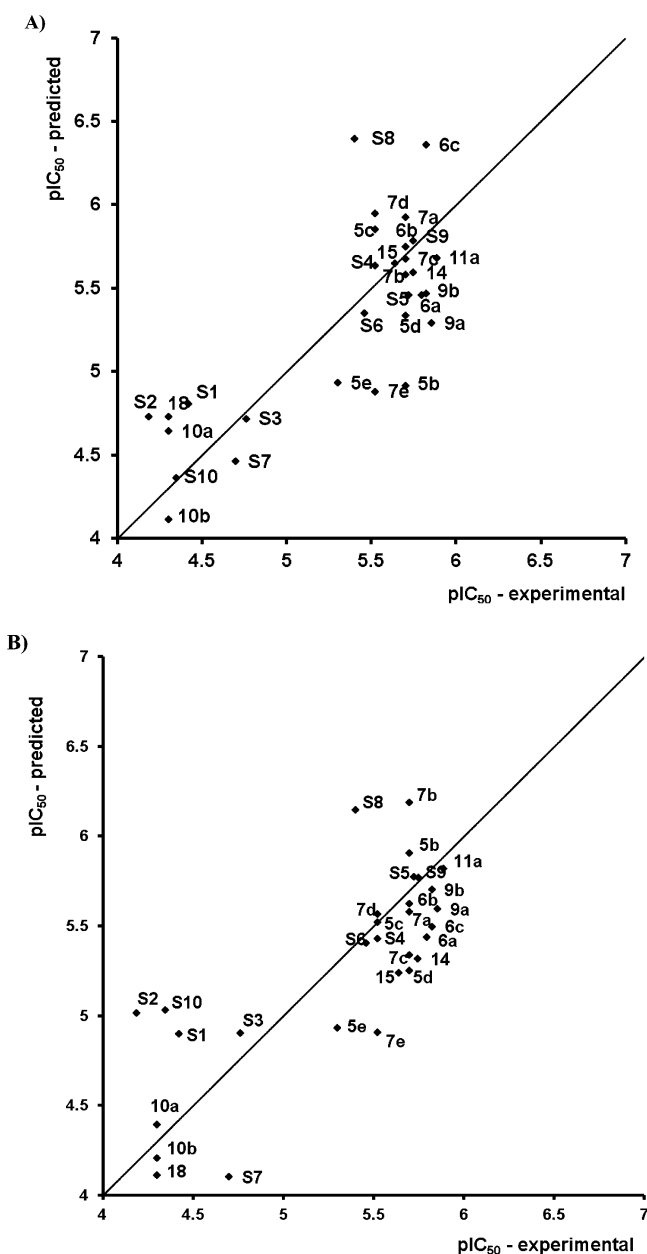 A)
7
6.5
6
5.5
5
4.5
4
pIC50 - predicted
S8
6c
7d
7a
5c
6b
S9
15
S4
7c
11a
7b
14
S5
9b
6a
S6
5d
9a
5e
7e
5b
S2
18
S1
10a
S3
S10
S7
10b
4
4.5
5
5.5
6
6.5
7
pIC50 - experimental
B)
7
6.5
6
5.5
5
4.5
4
pIC50 - predicted
S8
7b
5b
11a
S5
S9
9b
7d
6b
9a
5c
7a
6c
S6
S4
6a
7c
14
15
5d
S2
S10
S1
S3
5e
7e
10a
10b
18
S7
4
4.5
5
5.5
6
6.5
7
pIC50 - experimental